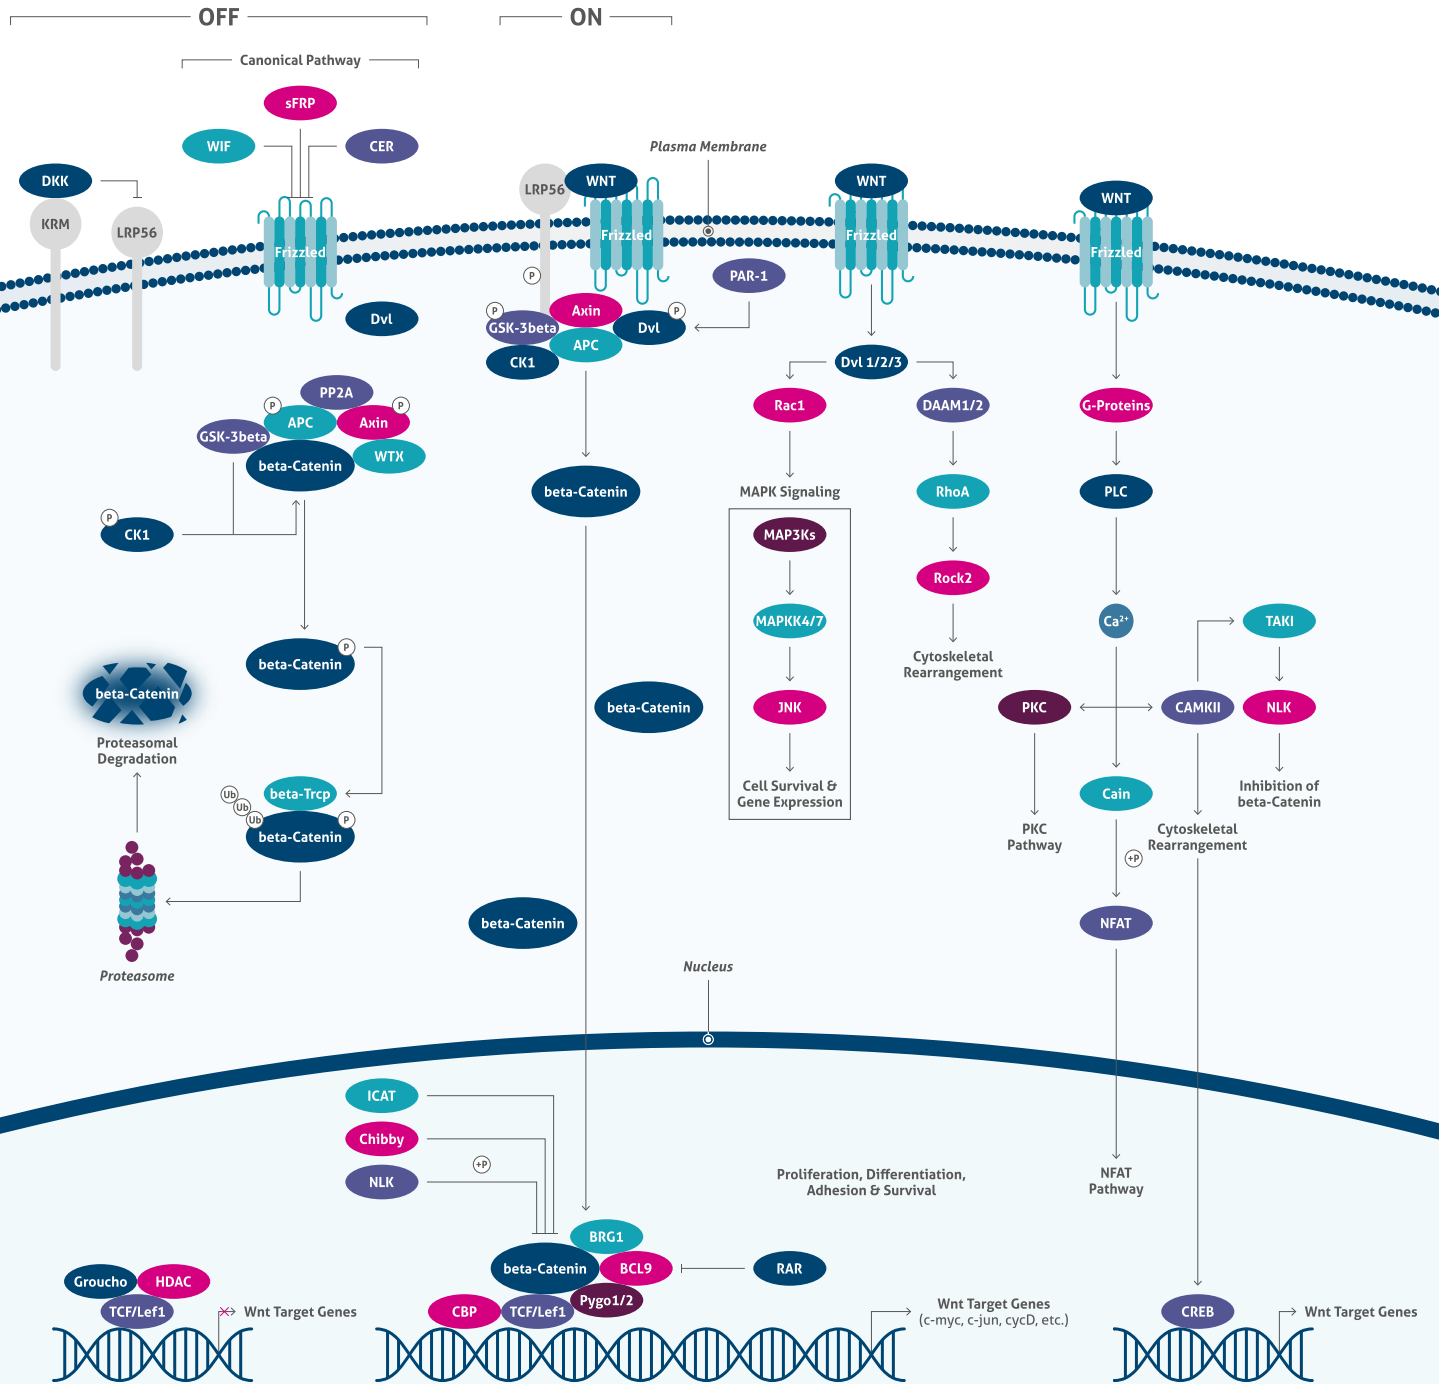 OFF
ON
Canonical Pathway
sFRP
WIF
CER
Plasma Membrane
DKK
LRP56
WNT
WNT
WNT
KRM
LRP56
Frizzled
Frizzled
Frizzled
Frizzled
P
PAR-1
Dvl
P
GSK-3beta
Axin
Dvl
P
CK1
APC
Dvl 1/2/3
PP2A
P
APC
Axin
P
GSK-3beta
beta-Catenin
WTX
Rac1
DAAM1/2
G-Proteins
P
CK1
beta-Catenin
MAPK Signaling
RhoA
PLC
MAP3Ks
Rock2
MAPKK4/7
Ca2+
TAKI
beta-Catenin
P
Cytoskeletal
Rearrangement
beta-Catenin
beta-Catenin
JNK
PKC
CAMKII
NLK
Proteasomal
Degradation
Ub
Ub
Ub
beta-Trcp
beta-Catenin
P
Cell Survival &
Gene Expression
Cain
Inhibition of
beta-Catenin
PKC
Pathway
Cytoskeletal
Rearrangement
+P
beta-Catenin
NFAT
Proteasome
Nucleus
ICAT
Chibby
NLK
+P
Proliferation, Differentiation,
Adhesion & Survival
NFAT
Pathway
BRG1
beta-Catenin
BCL9
RAR
Groucho
HDAC
TCF/Lef1
Wnt Target Genes
CBP
TCF/Lef1
Pygo1/2
Wnt Target Genes
(c-myc, c-jun, cycD, etc.)
CREB
Wnt Target Genes